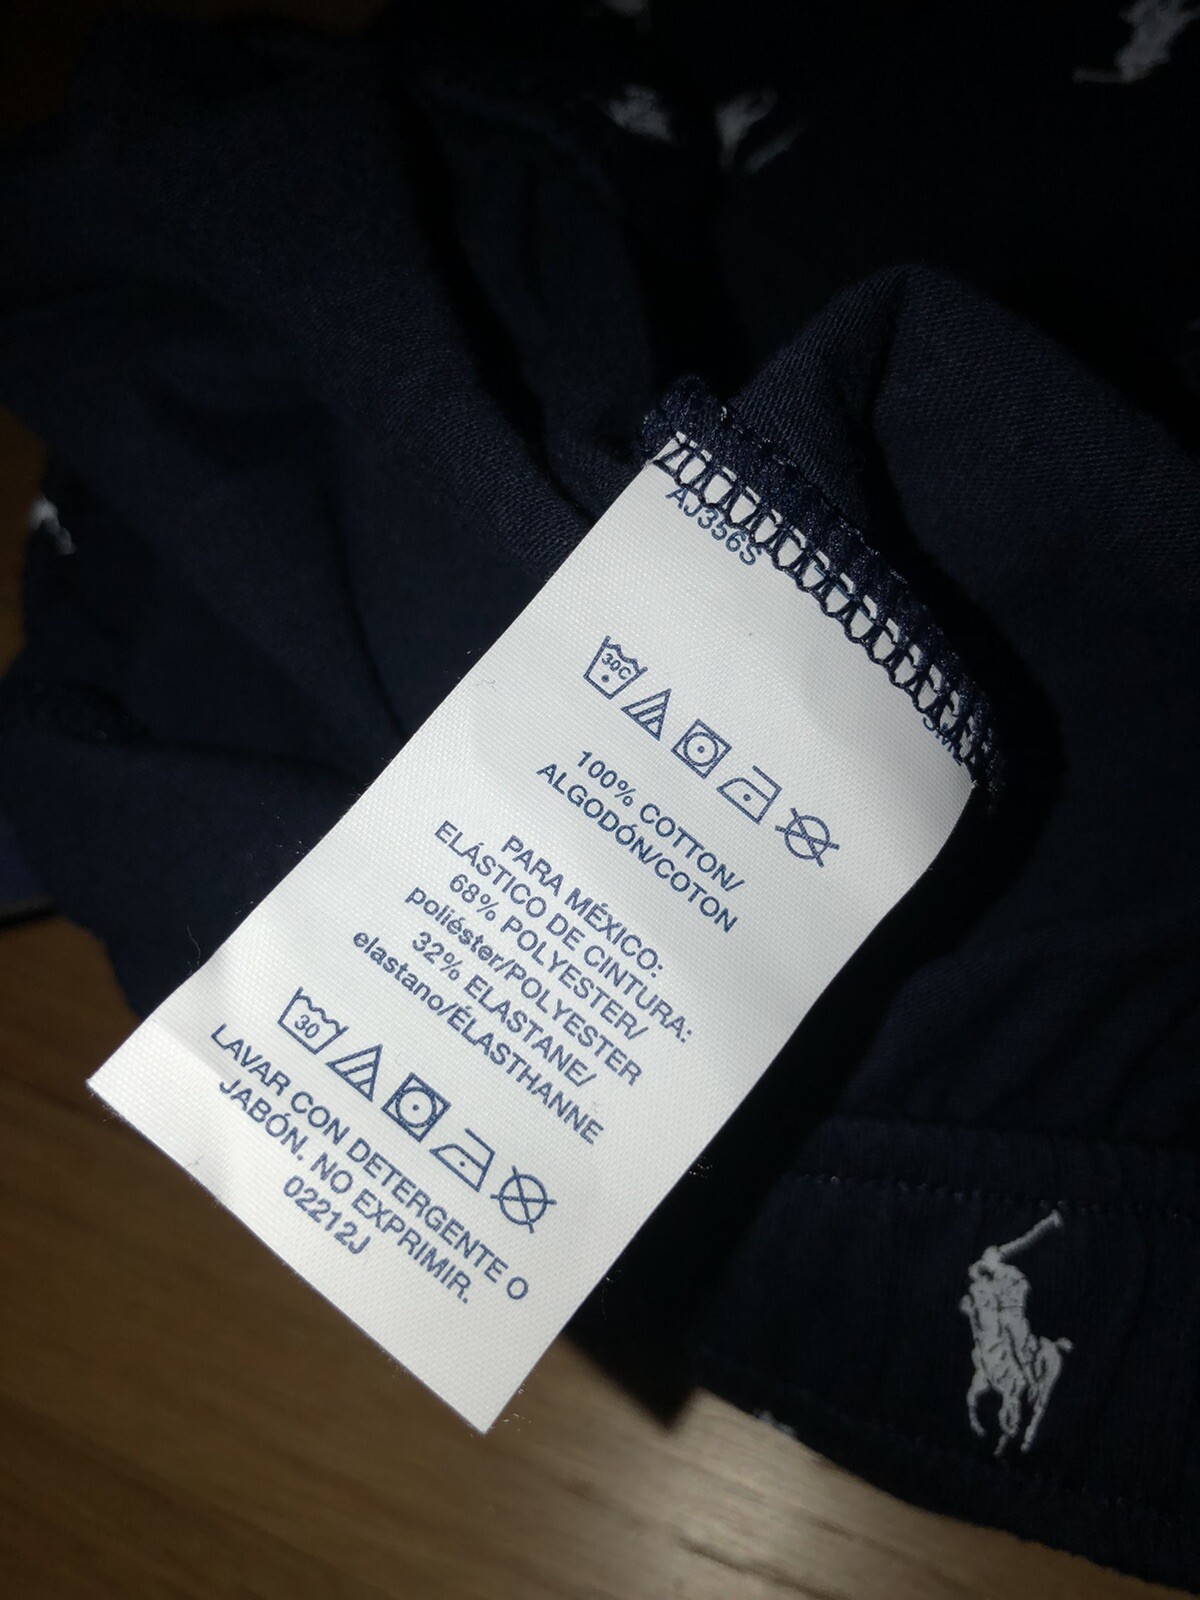 AJ356S
30C
100% COTTON/
ALGODÓN/COTON
PARA MÉXICO:
ELÁSTICO DE CINTURA:
68% POLYESTER/
poliéster/POLYESTER
32% ELASTANE/
elastano/ÉLASTHANNE
30
LAVAR CON DETERGENTE O
JABÓN. NO EXPRIMIR.
02212J